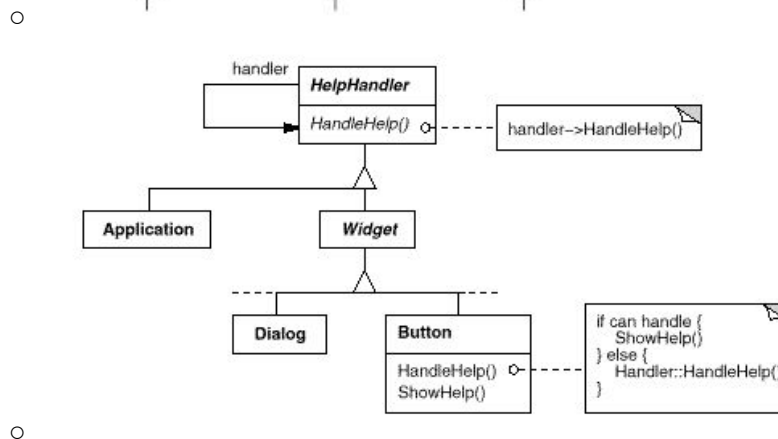 handler
HelpHandler
HandleHelp()
handler->HandleHelp()
Application
Widget
Dialog
Button
HandleHelp()
ShowHelp()
if can handle {
ShowHelp()
} else {
Handler::HandleHelp()
}